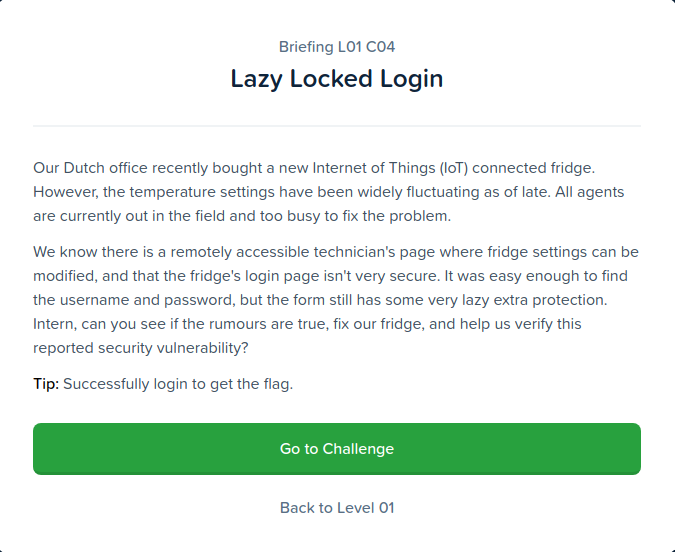 Briefing L01 C04
Lazy Locked Login
Our Dutch office recently bought a new Internet of Things (IoT) connected fridge.
However, the temperature settings have been widely fluctuating as of late. All agents
are currently out in the field and too busy to fix the problem.
We know there is a remotely accessible technician's page where fridge settings can be
modified, and that the fridge's login page isn't very secure. It was easy enough to find
the username and password, but the form still has some very lazy extra protection.
Intern, can you see if the rumours are true, fix our fridge, and help us verify this
reported security vulnerability?
Tip: Successfully login to get the flag.
Go to Challenge
Back to Level 01